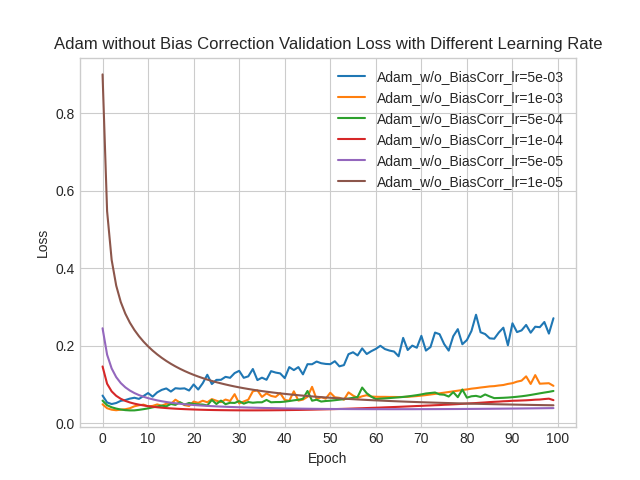 Adam without Bias Correction Validation Loss with Different Learning Rate
Adam_w/o_BiasCorr_lr=5e-03
Adam_w/o_BiasCorr_lr=1e-03
Adam_w/o_BiasCorr_lr=5e-04
Adam_w/o_BiasCorr_lr=1e-04
Adam_w/o_BiasCorr_lr=5e-05
Adam_w/o_BiasCorr_lr=1e-05
Loss
0.8
0.6
0.4
0.2
0.0
0 10 20 30 40 50 60 70 80 90 100
Epoch